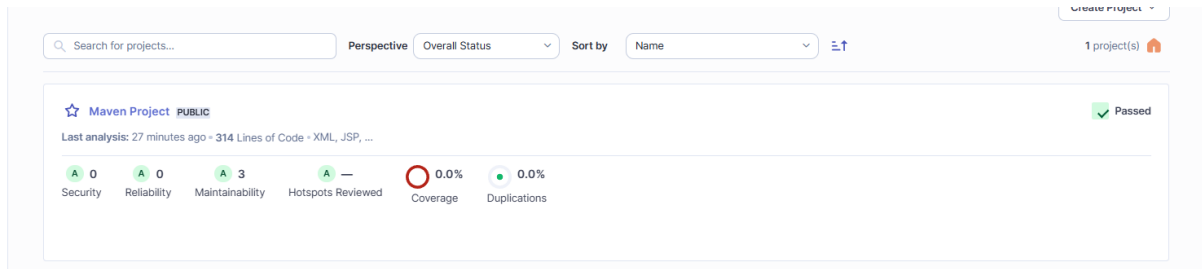 Create Project
Search for projects...
Perspective Overall Status Sort by Name 1 project(s)
Maven Project PUBLIC Passed
Last analysis: 27 minutes ago • 314 Lines of Code • XML, JSP, ...
A 0 A 0 A 3 A — 0.0% 0.0%
Security Reliability Maintainability Hotspots Reviewed Coverage Duplications